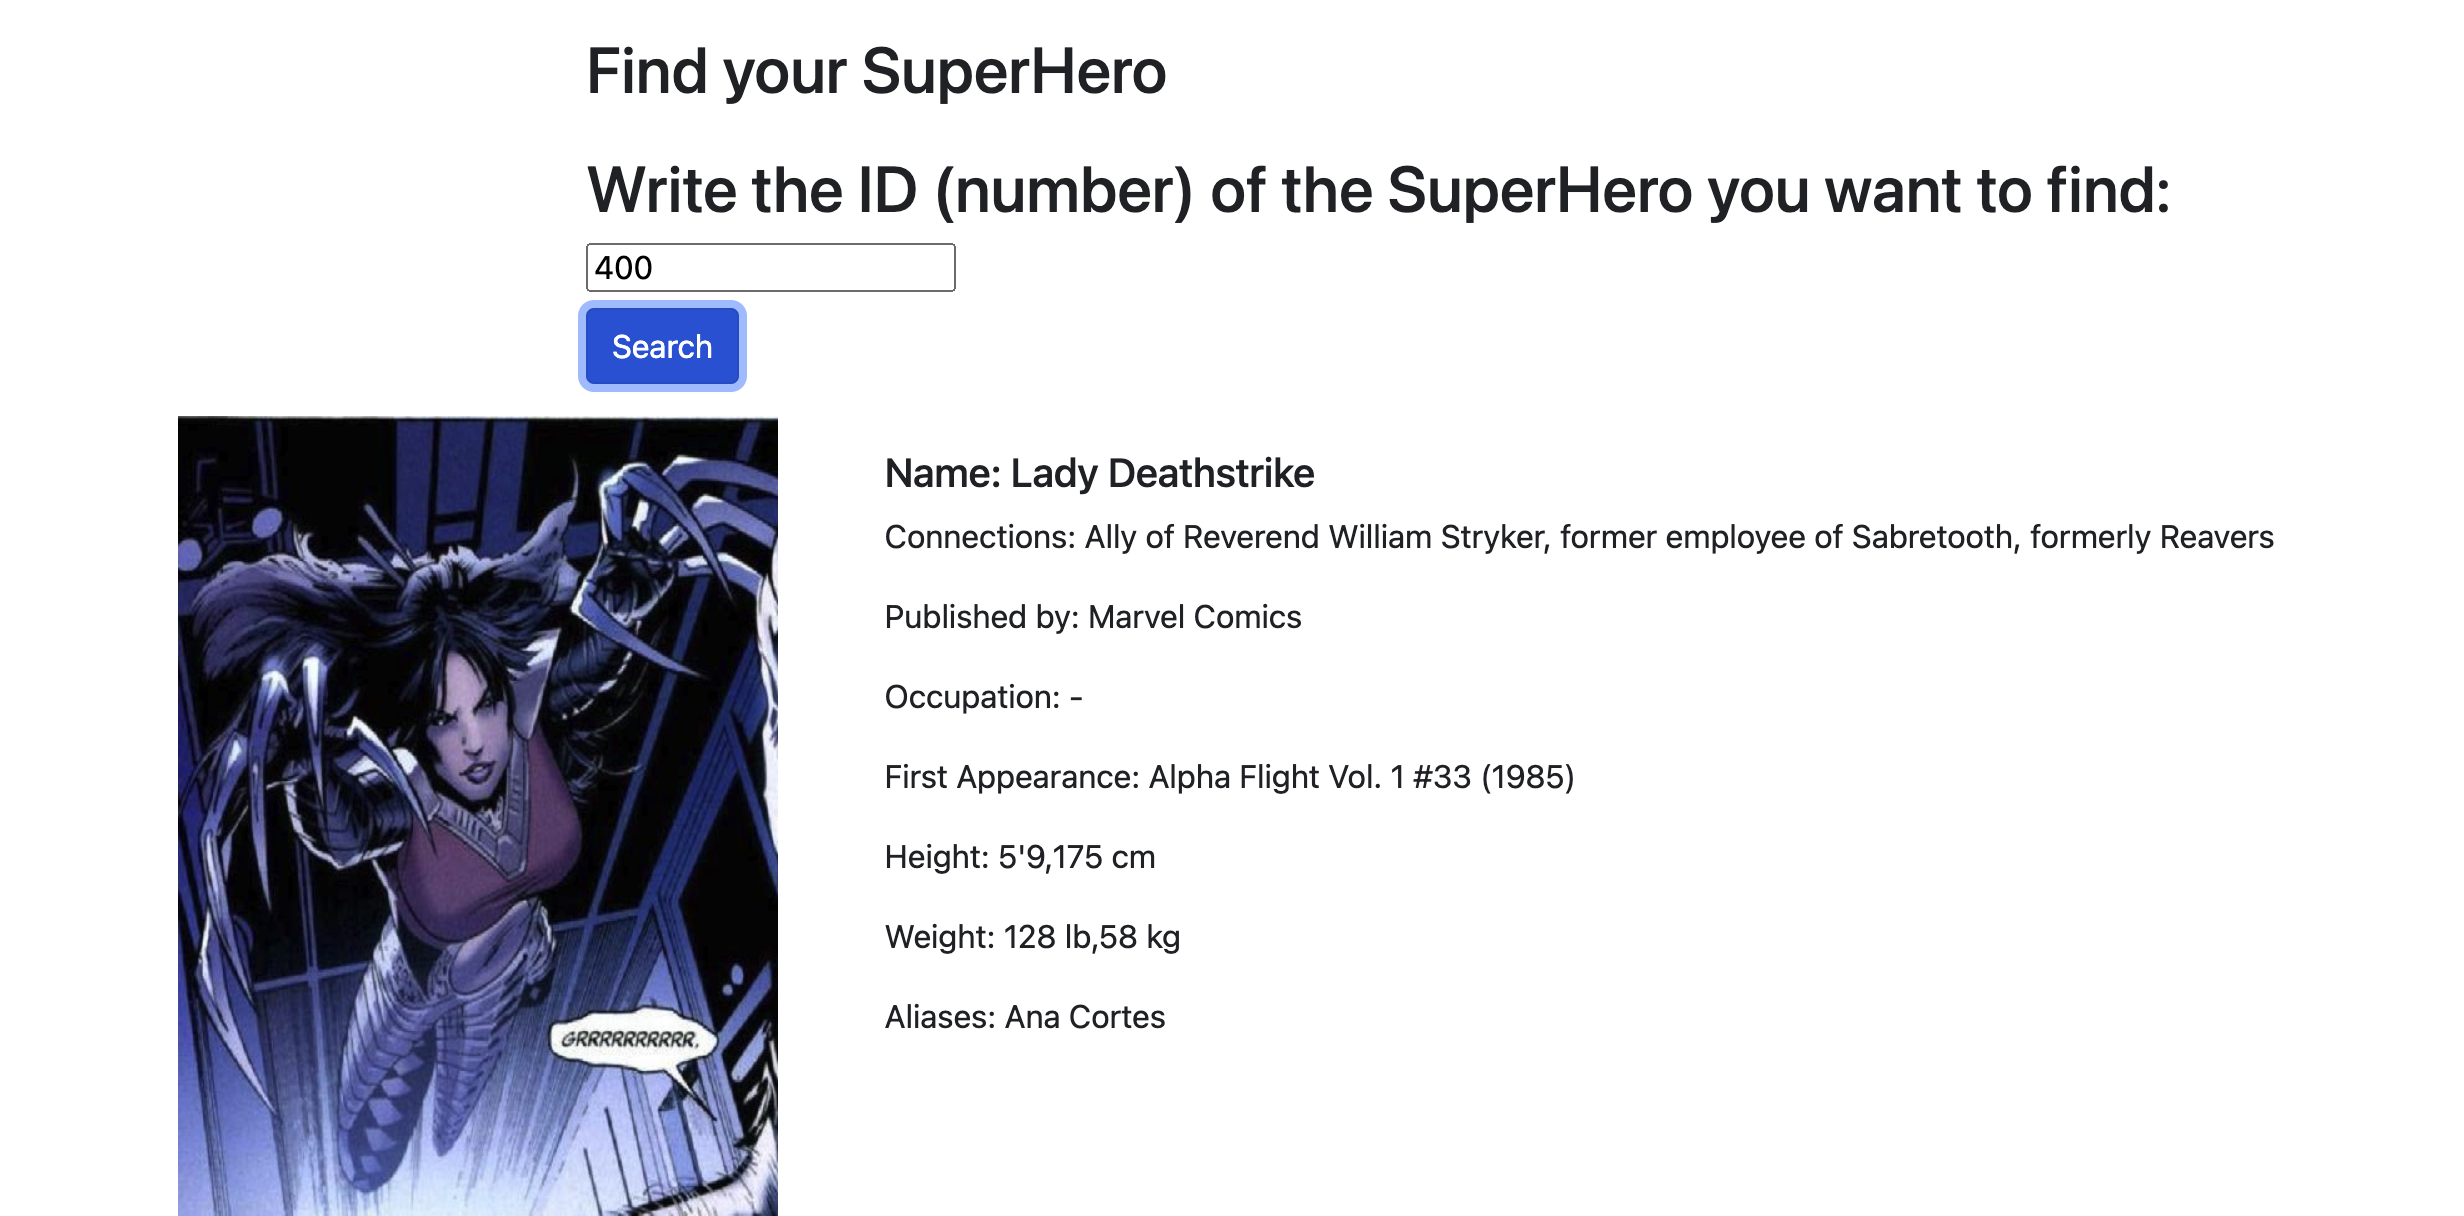 Find your SuperHero
Write the ID (number) of the SuperHero you want to find:
400
Search
Name: Lady Deathstrike
Connections: Ally of Reverend William Stryker, former employee of Sabretooth, formerly Reavers
Published by: Marvel Comics
Occupation: -
First Appearance: Alpha Flight Vol. 1 #33 (1985)
Height: 5'9,175 cm
Weight: 128 lb,58 kg
Aliases: Ana Cortes
GRRRRRRRRRR,